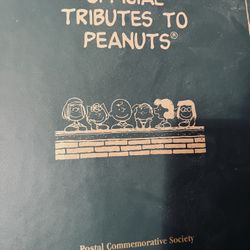 OFFICIAL
TRIBUTES TO
PEANUTS®
Postal Commemorative Society